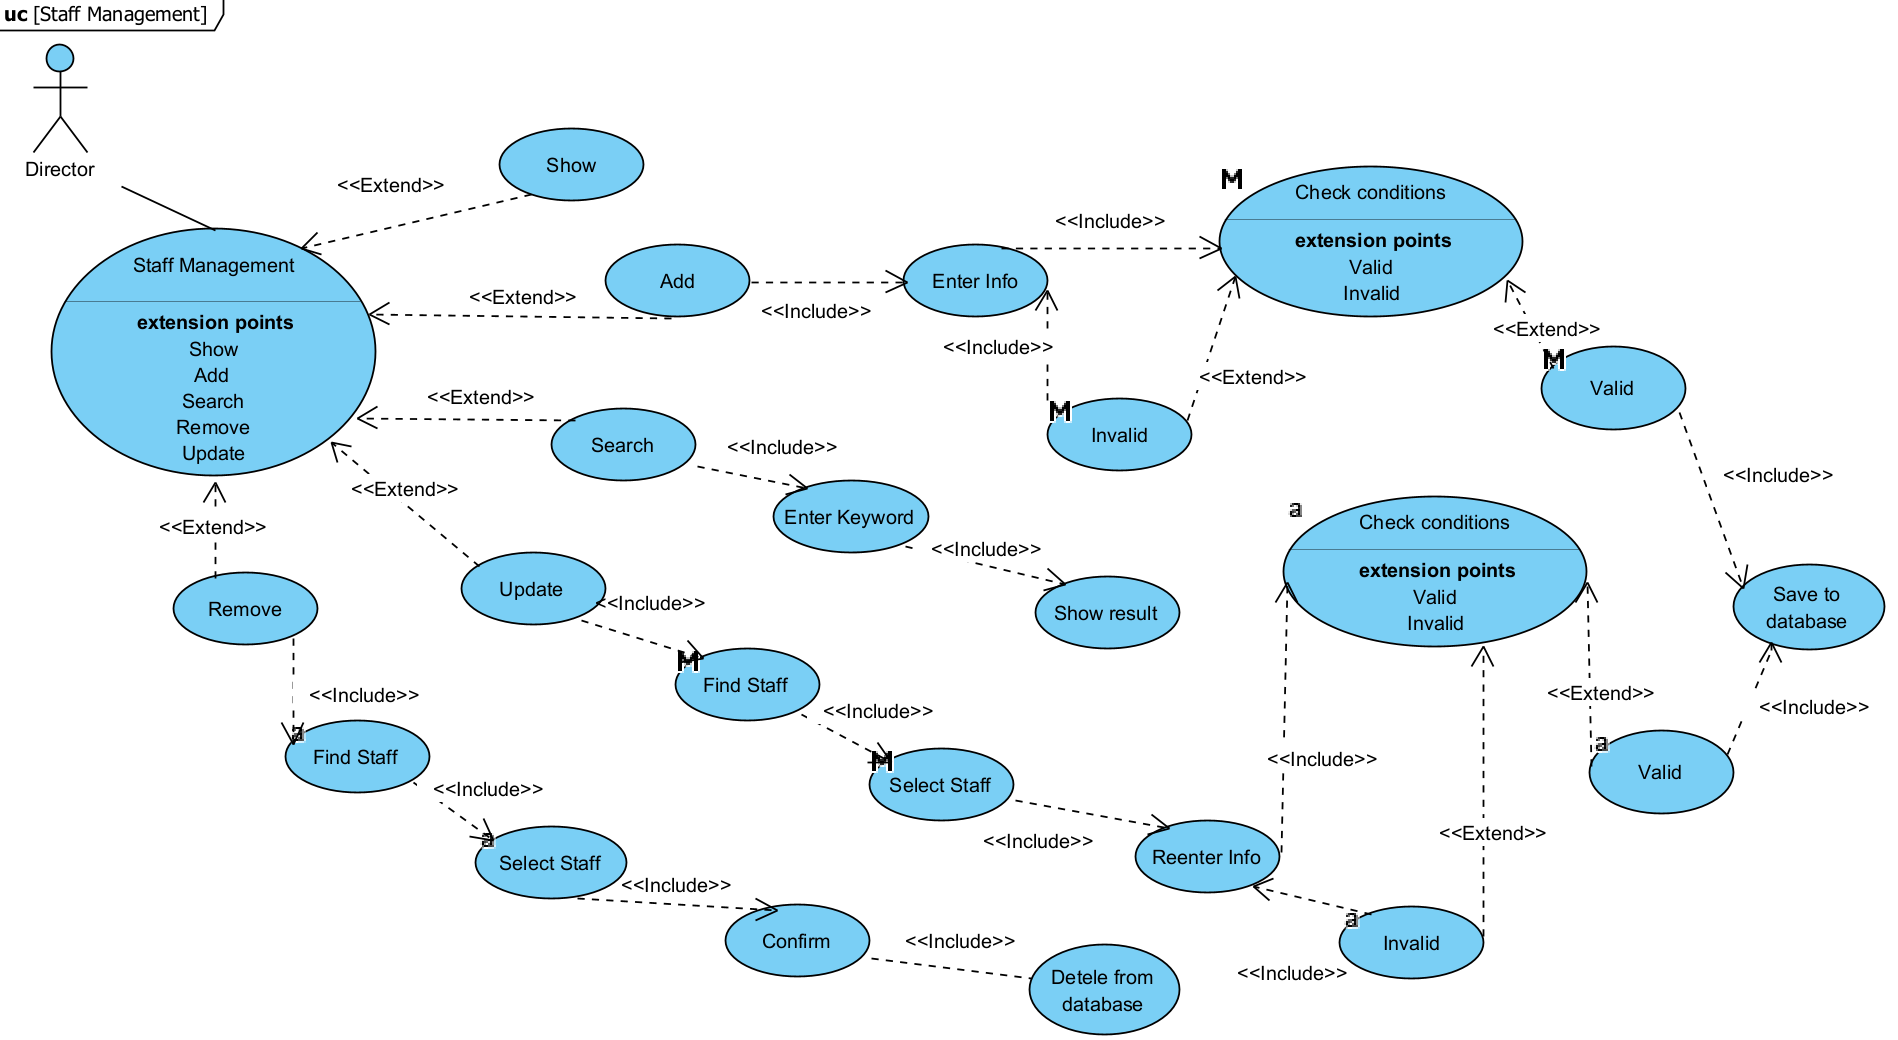 uc [Staff Management]
Director
Show
<<Extend>>
Staff Management
extension points
Show
Add
Search
Remove
Update
<<Extend>>
Add
<<Include>>
Enter Info
<<Include>>
M
Check conditions
extension points
Valid
Invalid
<<Include>>
<<Extend>>
M
Invalid
<<Extend>>
M
Valid
<<Include>>
<<Extend>>
Search
<<Include>>
Enter Keyword
<<Include>>
Show result
<<Extend>>
<<Extend>>
Remove
Update
<<Include>>
a
Check conditions
extension points
Valid
Invalid
Save to
database
<<Include>>
a
Find Staff
M
Find Staff
<<Include>>
M
Select Staff
<<Include>>
<<Extend>>
<<Include>>
a
Valid
<<Include>>
<<Include>>
a
Select Staff
<<Include>>
Reenter Info
<<Extend>>
<<Include>>
Confirm
<<Include>>
Detele from
database
a
Invalid
<<Include>>